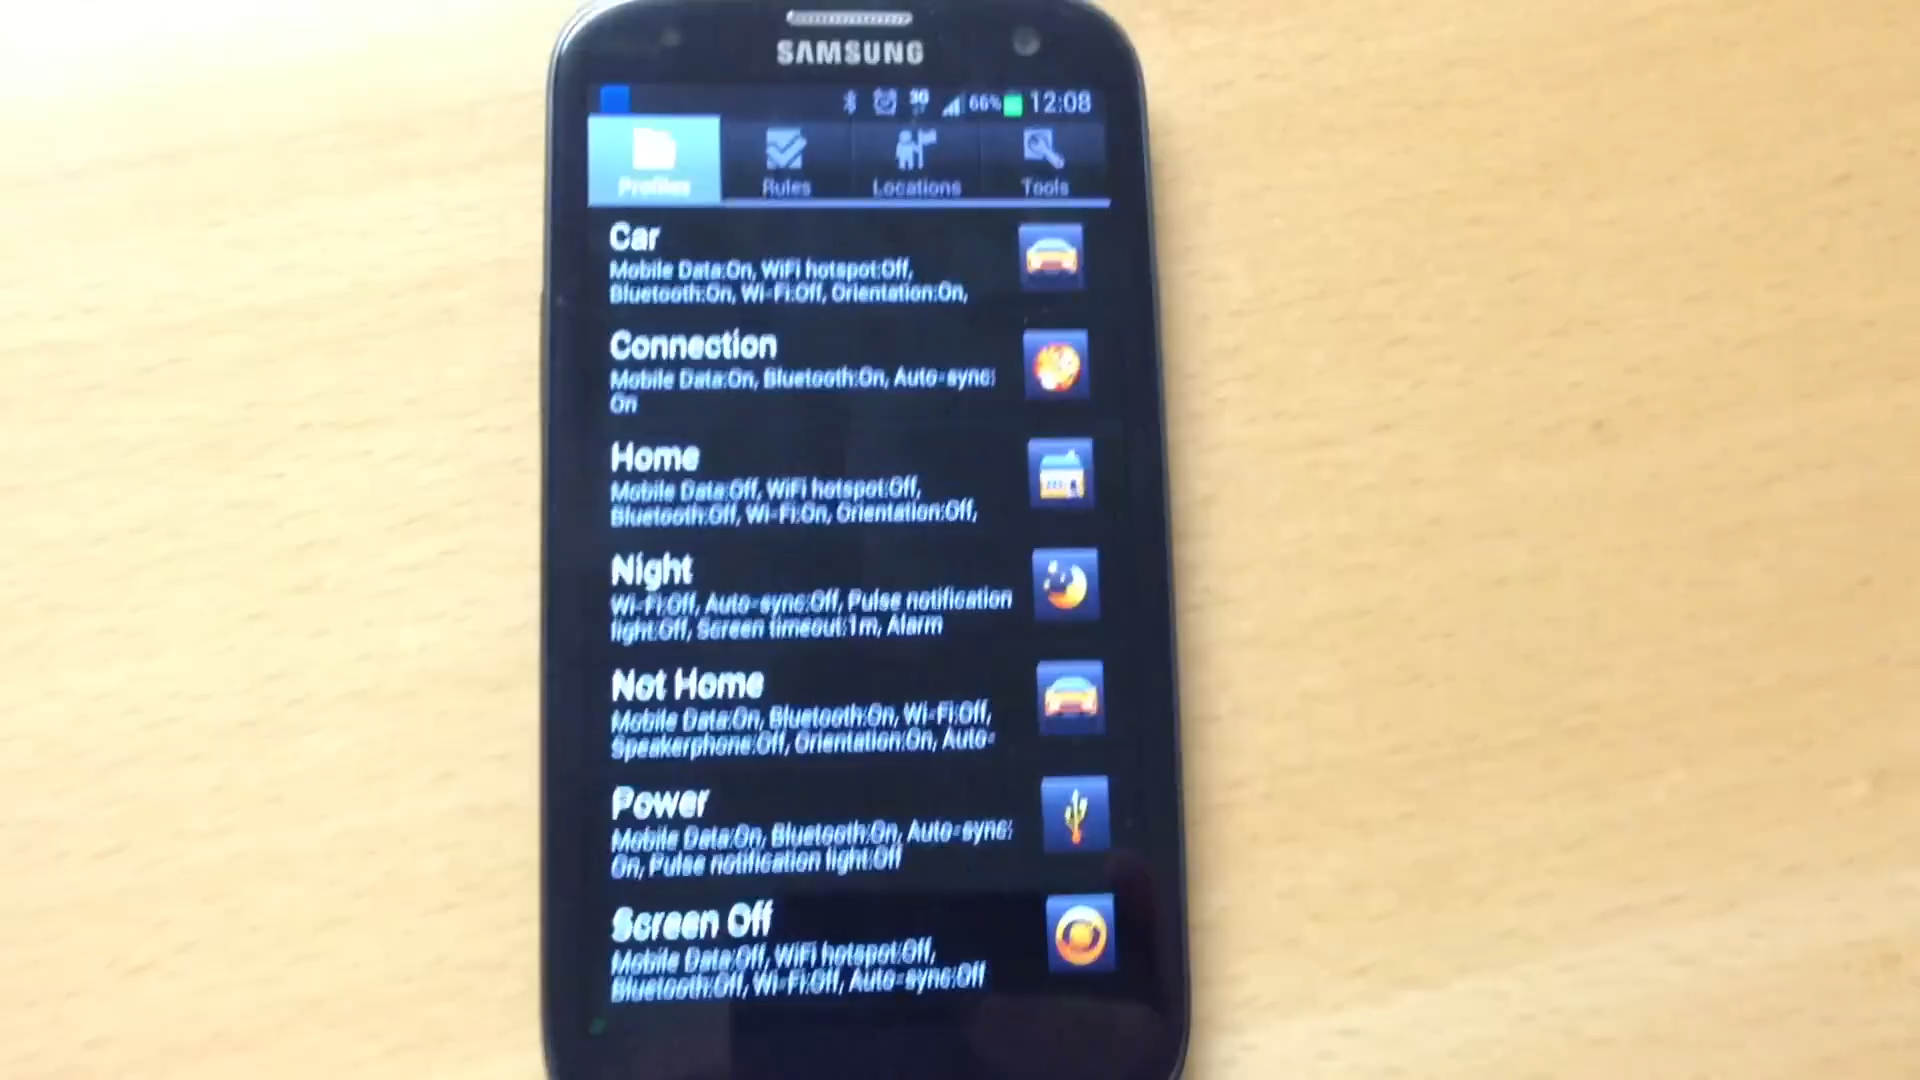 SAMSUNG
3G 66% 12:08
Profiles Rules Locations Tools
Car
Mobile Data:On, WiFi hotspot:Off,
Bluetooth:On, Wi-Fi:Off, Orientation:On,
Connection
Mobile Data:On, Bluetooth:On, Auto-sync:
On
Home
Mobile Data:Off, WiFi hotspot:Off,
Bluetooth:Off, Wi-Fi:On, Orientation:Off,
Night
Wi-Fi:Off, Auto-sync:Off, Pulse notification
light:Off, Screen timeout:1m, Alarm
Not Home
Mobile Data:On, Bluetooth:On, Wi-Fi:Off,
Speakerphone:Off, Orientation:On, Auto-
Power
Mobile Data:On, Bluetooth:On, Auto-sync:
On, Pulse notification light:Off
Screen Off
Mobile Data:Off, WiFi hotspot:Off,
Bluetooth:Off, Wi-Fi:Off, Auto-sync:Off